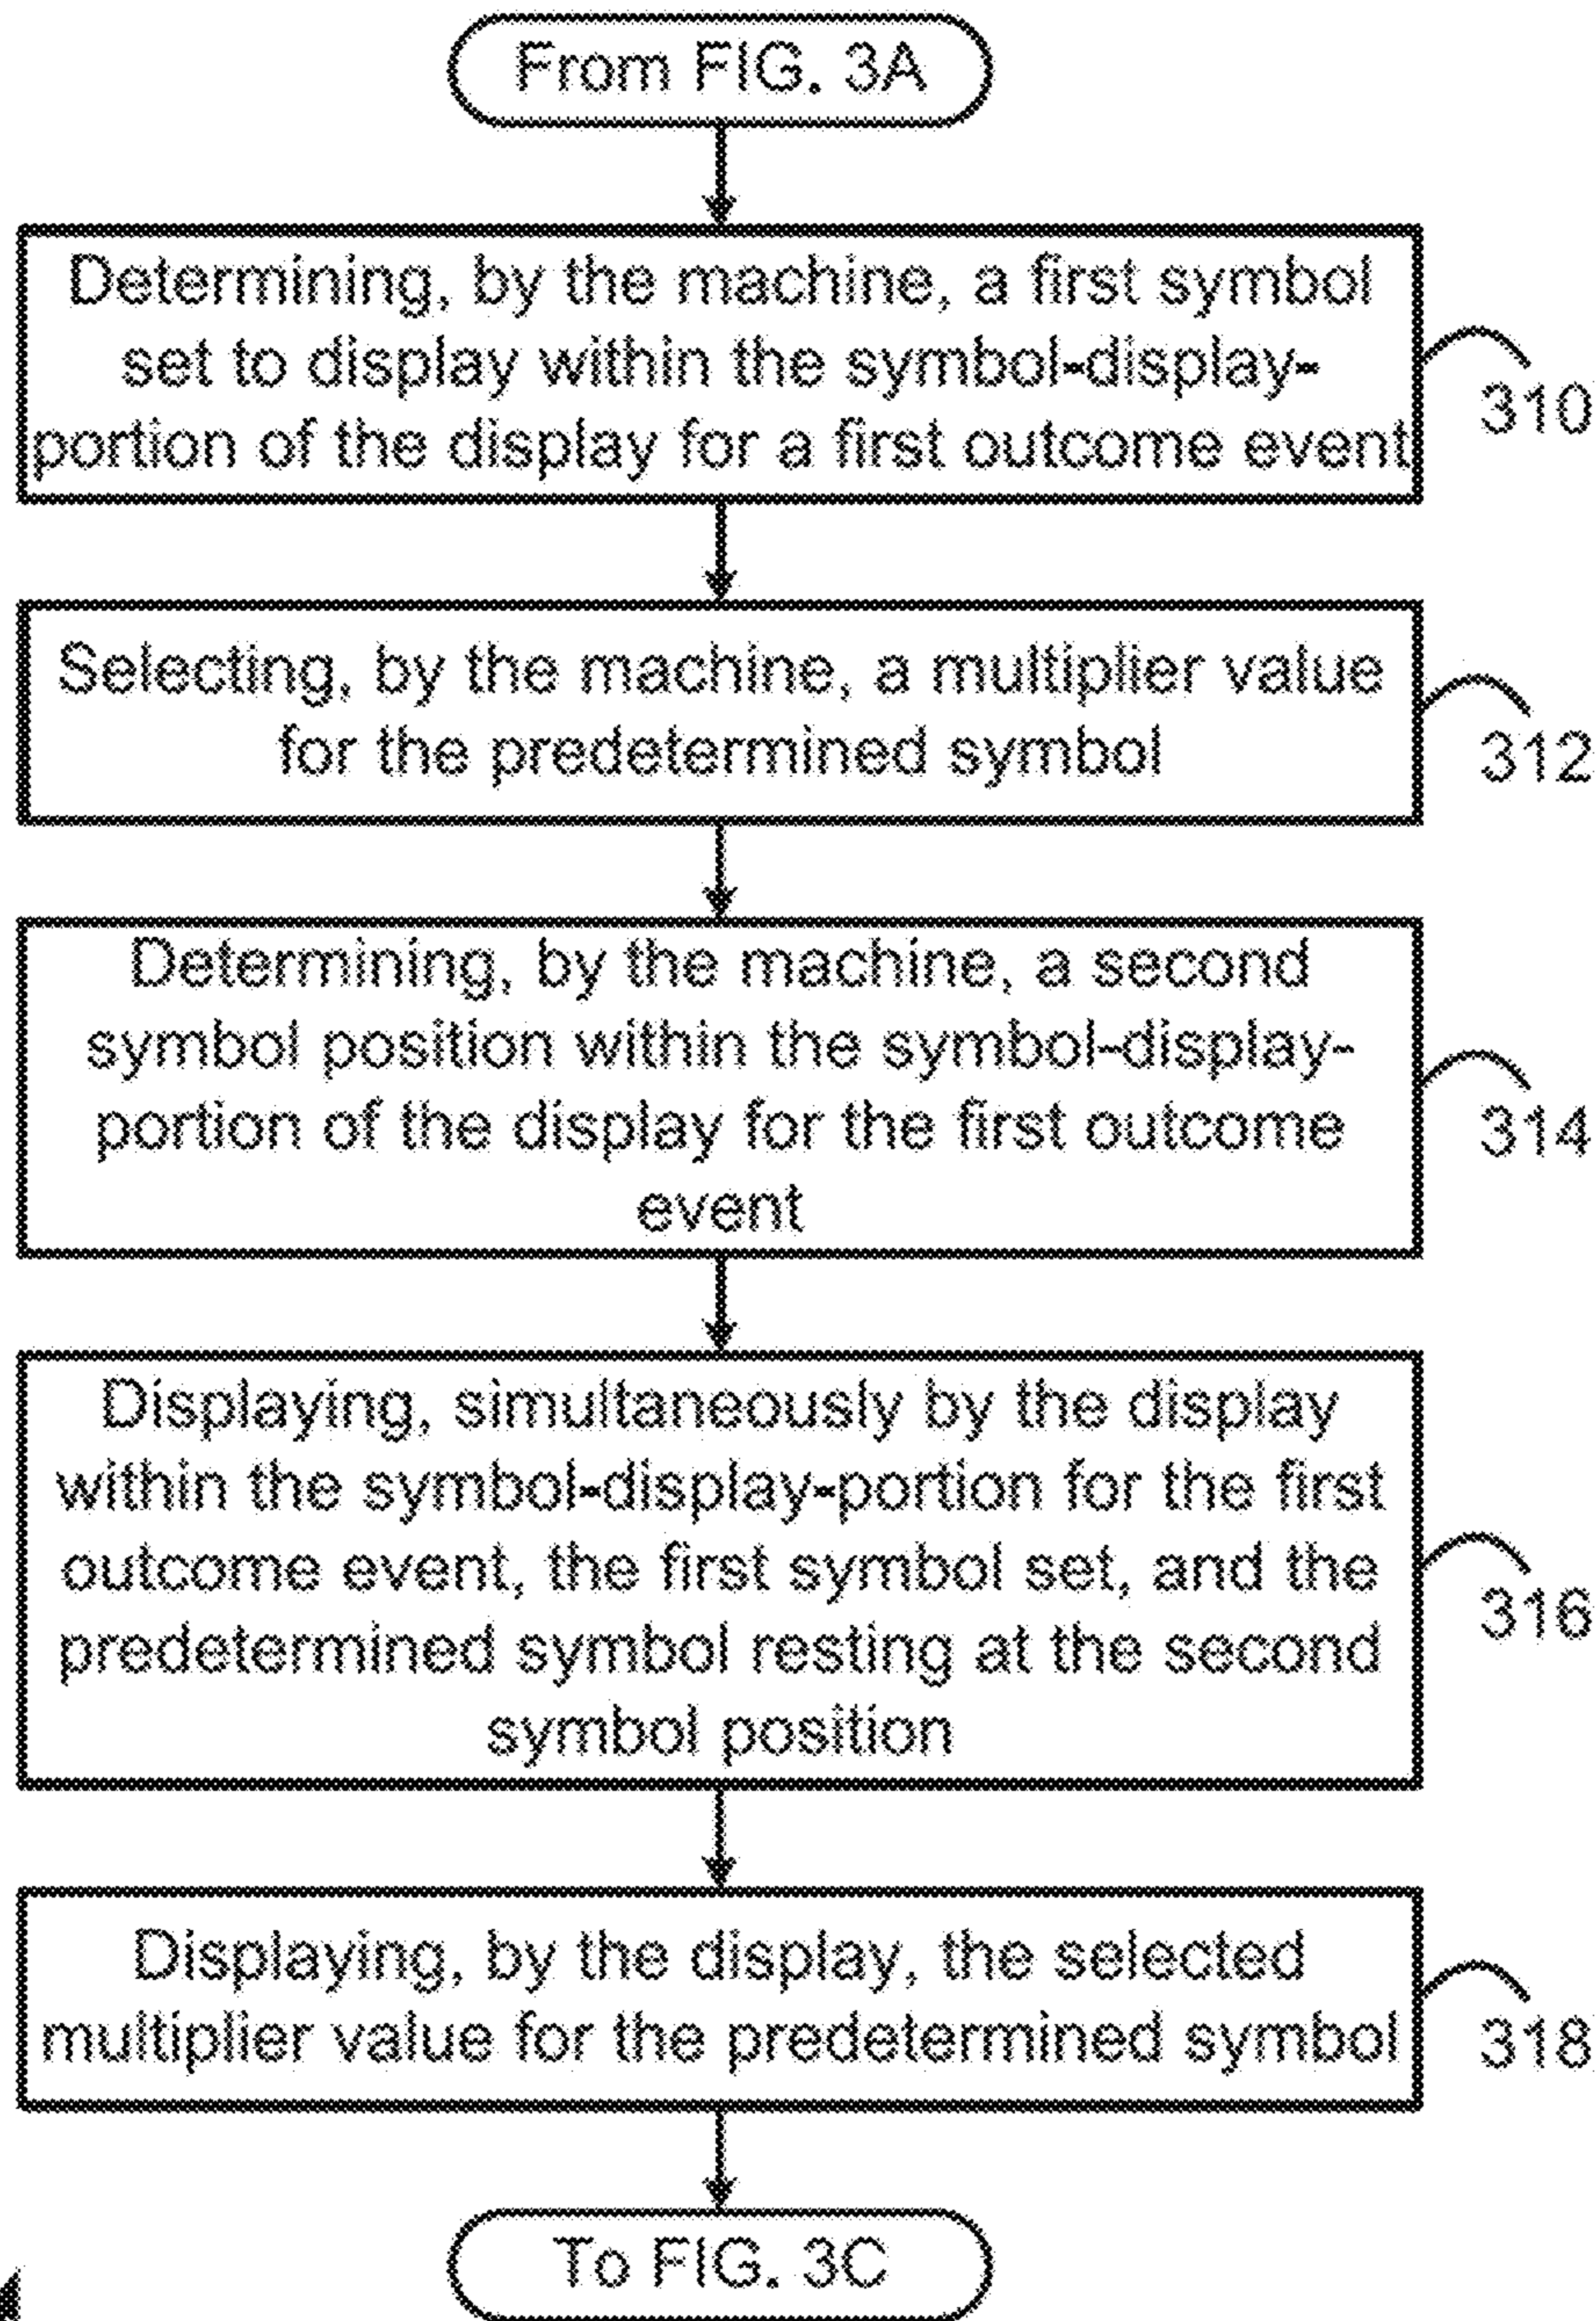 From FIG. 3A
Determining, by the machine, a first symbol
set to display within the symbol-display-
portion of the display for a first outcome event
310
Selecting, by the machine, a multiplier value
for the predetermined symbol
312
Determining, by the machine, a second
symbol position within the symbol-display-
portion of the display for the first outcome
event
314
Displaying, simultaneously by the display
within the symbol-display-portion for the first
outcome event, the first symbol set, and the
predetermined symbol resting at the second
symbol position
316
Displaying, by the display, the selected
multiplier value for the predetermined symbol
318
To FIG. 3C